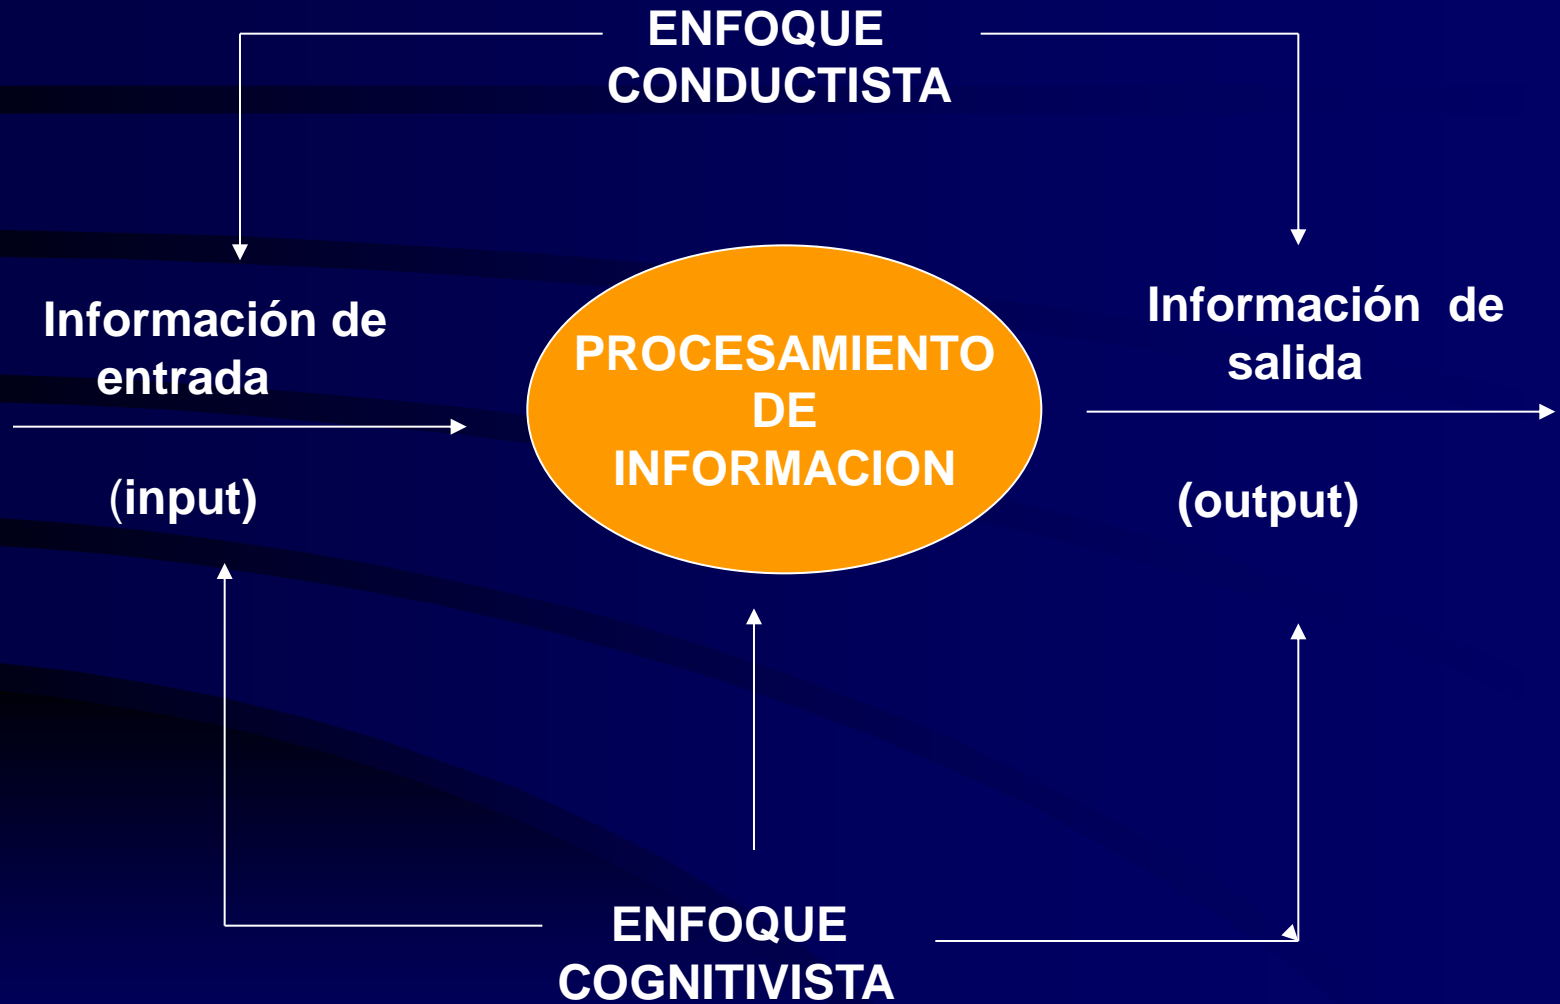 ENFOQUE
CONDUCTISTA
Información de
entrada
(input)
PROCESAMIENTO
DE
INFORMACION
Información  de
salida
(output)
ENFOQUE
COGNITIVISTA